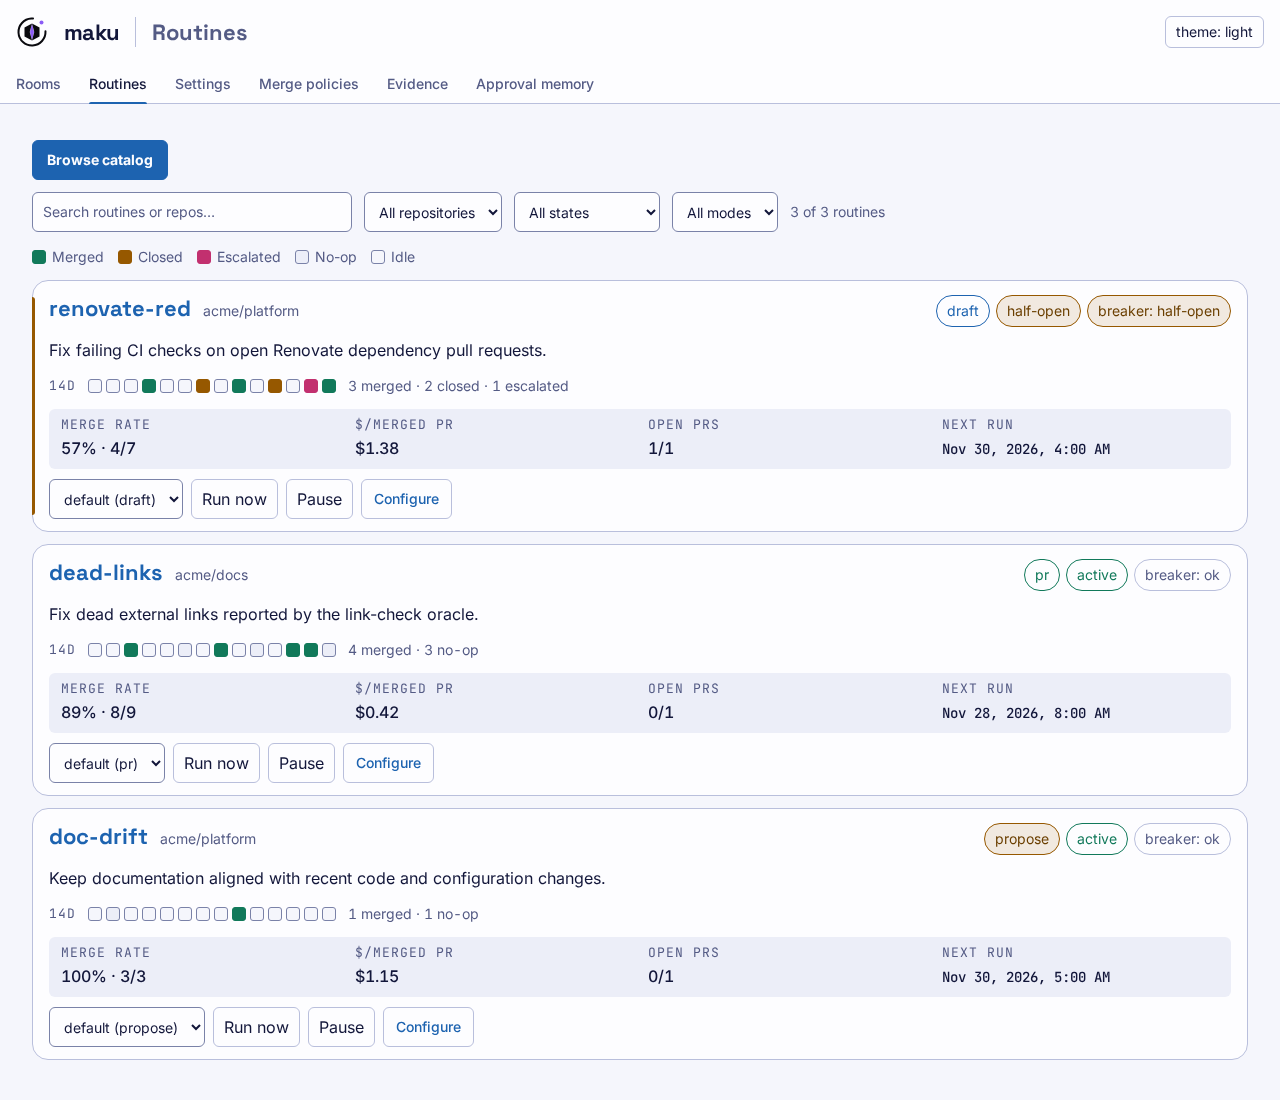 maku
Routines
theme: light
Rooms
Routines
Settings
Merge policies
Evidence
Approval memory
Browse catalog
Search routines or repos...
All repositories
All states
All modes
3 of 3 routines
Merged
Closed
Escalated
No-op
Idle
renovate-red
acme/platform
draft
half-open
breaker: half-open
Fix failing CI checks on open Renovate dependency pull requests.
14D
3 merged · 2 closed · 1 escalated
MERGE RATE
$/MERGED PR
OPEN PRS
NEXT RUN
57% · 4/7
$1.38
1/1
Nov 30, 2026, 4:00 AM
default (draft)
Run now
Pause
Configure
dead-links
acme/docs
pr
active
breaker: ok
Fix dead external links reported by the link-check oracle.
14D
4 merged · 3 no-op
MERGE RATE
$/MERGED PR
OPEN PRS
NEXT RUN
89% · 8/9
$0.42
0/1
Nov 28, 2026, 8:00 AM
default (pr)
Run now
Pause
Configure
doc-drift
acme/platform
propose
active
breaker: ok
Keep documentation aligned with recent code and configuration changes.
14D
1 merged · 1 no-op
MERGE RATE
$/MERGED PR
OPEN PRS
NEXT RUN
100% · 3/3
$1.15
0/1
Nov 30, 2026, 5:00 AM
default (propose)
Run now
Pause
Configure